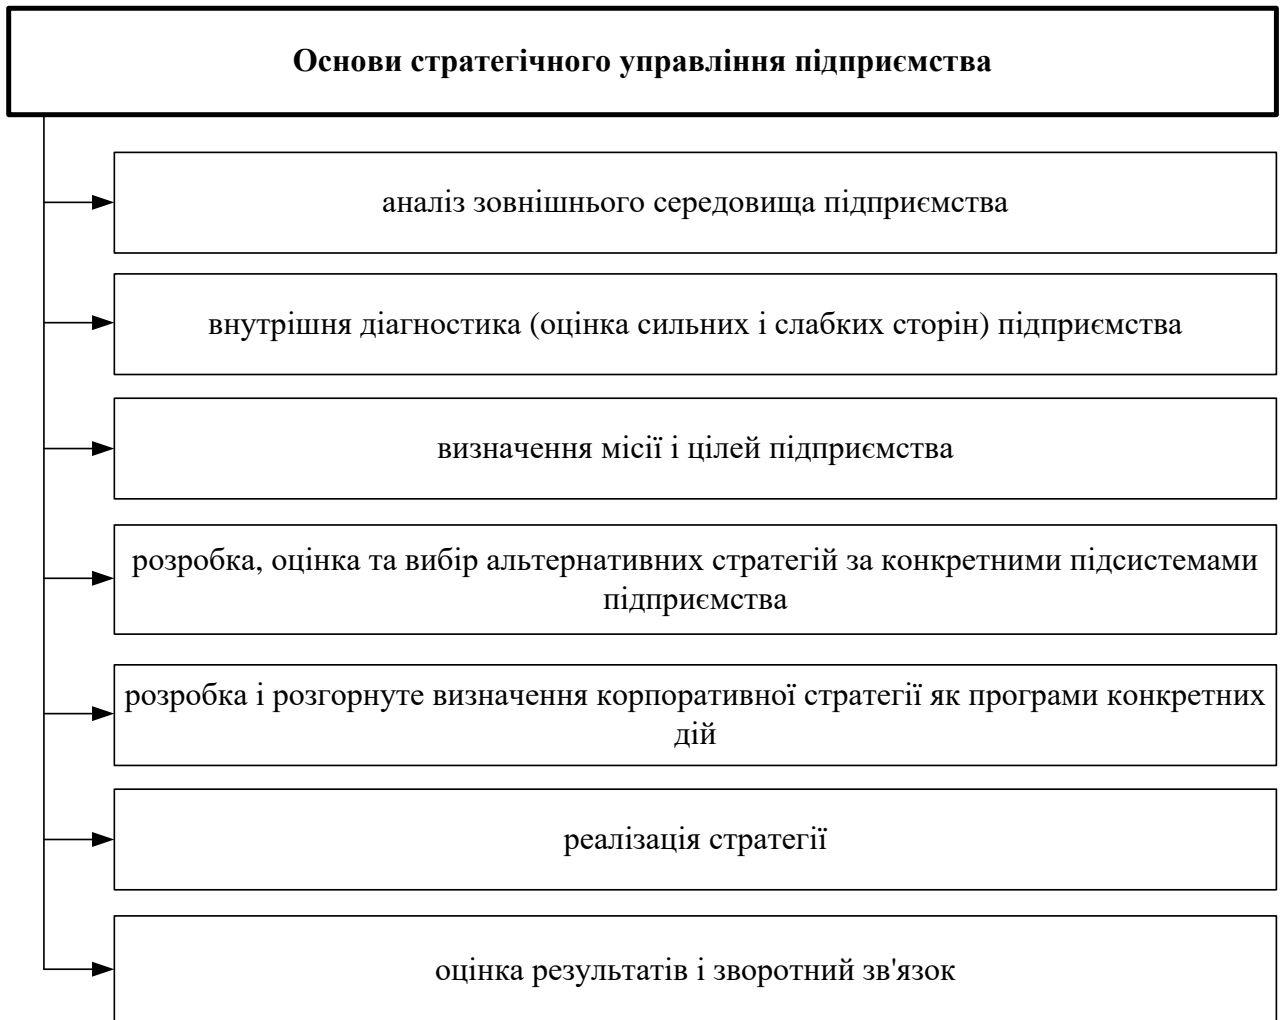 Основи стратегічного управління підприємства
аналіз зовнішнього середовища підприємства
внутрішня діагностика (оцінка сильних і слабких сторін) підприємства
визначення місії і цілей підприємства
розробка, оцінка та вибір альтернативних стратегій за конкретними підсистемами
підприємства
розробка і розгорнуте визначення корпоративної стратегії як програми конкретних
дій
реалізація стратегії
оцінка результатів і зворотний зв'язок